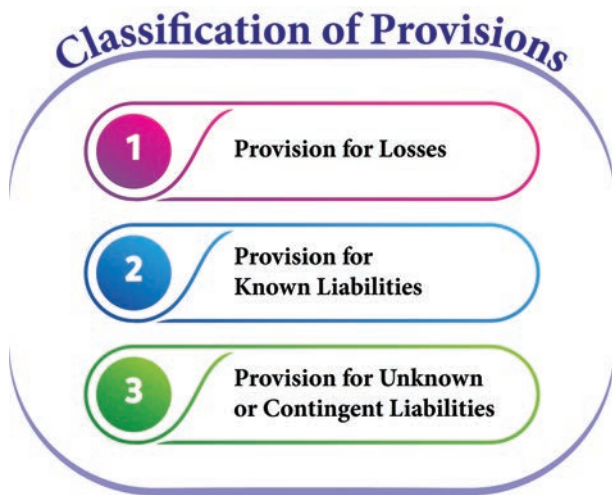 Classification of Provisions
1
Provision for Losses
2
Provision for
Known Liabilities
3
Provision for Unknown
or Contingent Liabilities